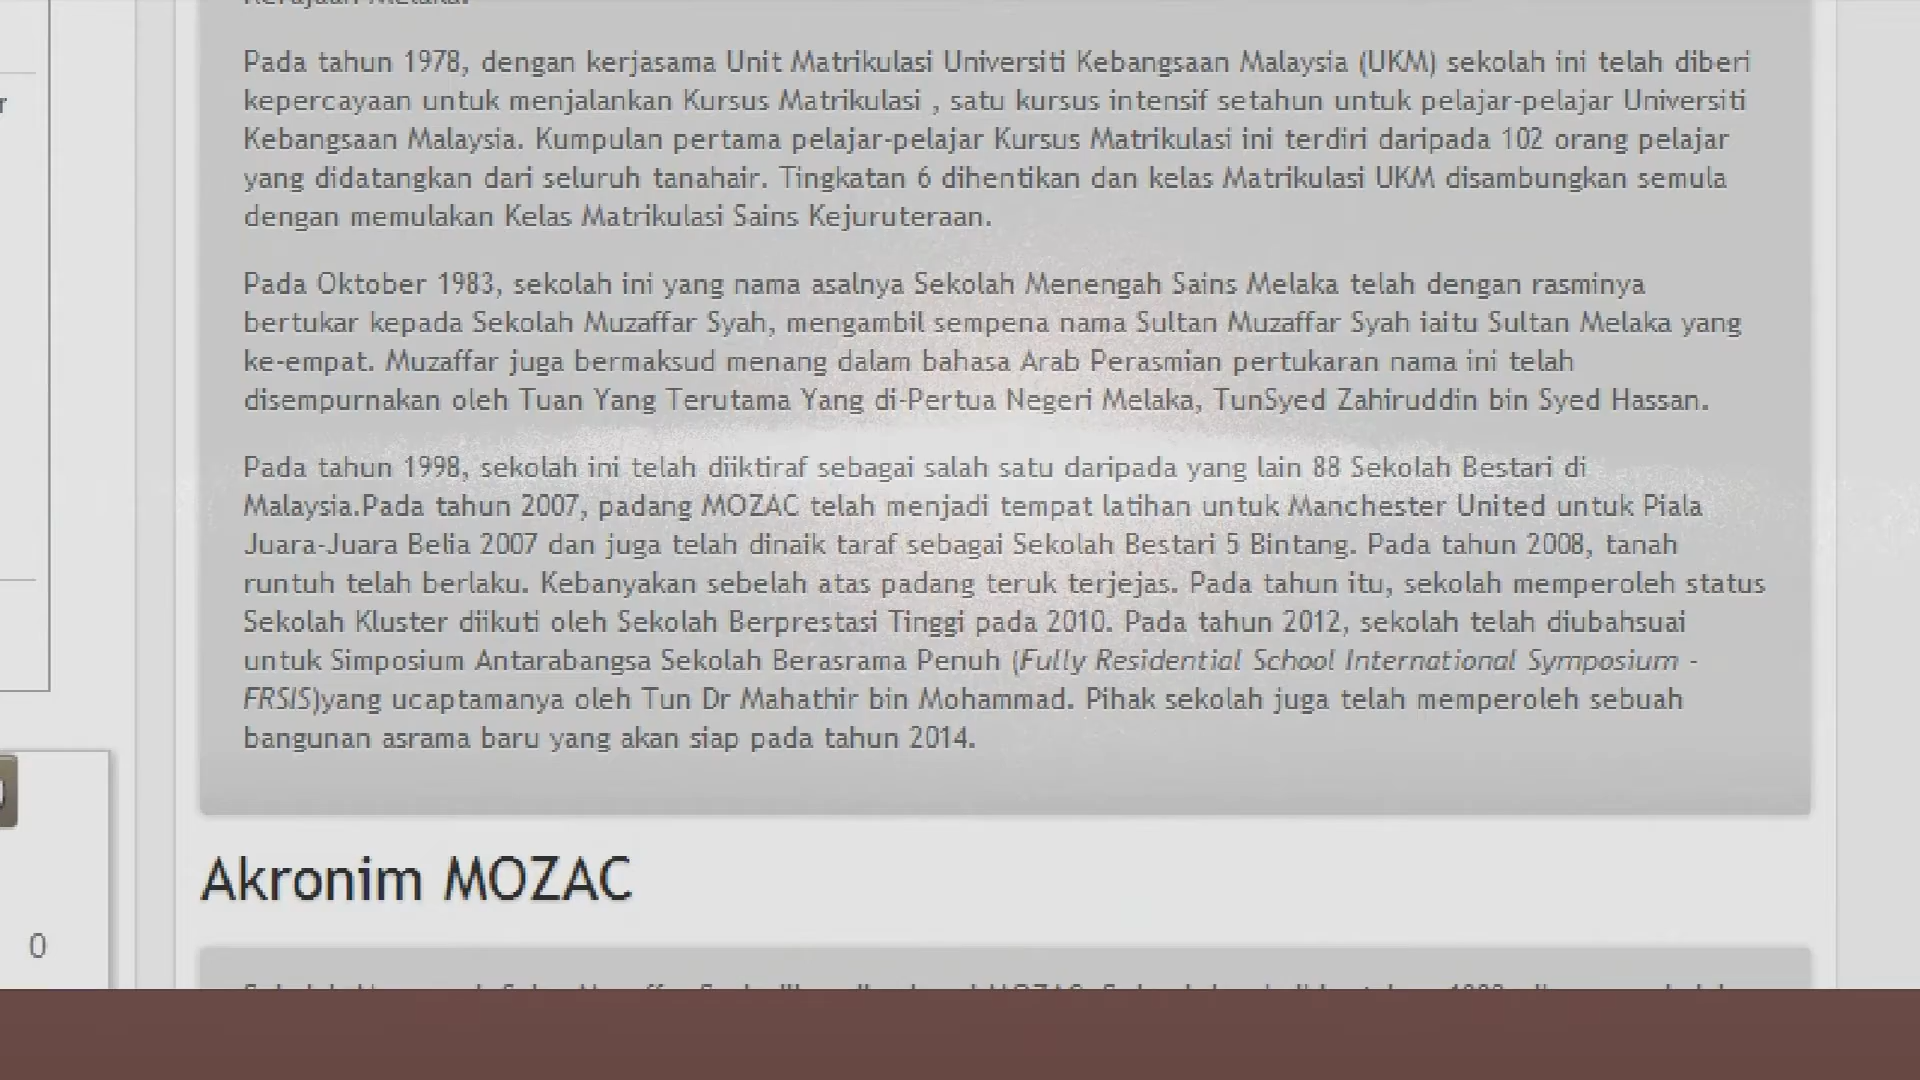 Pada tahun 1978, dengan kerjasama Unit Matrikulasi Universiti Kebangsaan Malaysia (UKM) sekolah ini telah diberi
kepercayaan untuk menjalankan Kursus Matrikulasi , satu kursus intensif setahun untuk pelajar-pelajar Universiti
Kebangsaan Malaysia. Kumpulan pertama pelajar-pelajar Kursus Matrikulasi ini terdiri daripada 102 orang pelajar
yang didatangkan dari seluruh tanahair. Tingkatan 6 dihentikan dan kelas Matrikulasi UKM disambungkan semula
dengan memulakan Kelas Matrikulasi Sains Kejuruteraan.
Pada Oktober 1983, sekolah ini yang nama asalnya Sekolah Menengah Sains Melaka telah dengan rasminya
bertukar kepada Sekolah Muzaffar Syah, mengambil sempena nama Sultan Muzaffar Syah iaitu Sultan Melaka yang
ke-empat. Muzaffar juga bermaksud menang dalam bahasa Arab Perasmian pertukaran nama ini telah
disempurnakan oleh Tuan Yang Terutama Yang di-Pertua Negeri Melaka, TunSyed Zahiruddin bin Syed Hassan.
Pada tahun 1998, sekolah ini telah diiktiraf sebagai salah satu daripada yang lain 88 Sekolah Bestari di
Malaysia.Pada tahun 2007, padang MOZAC telah menjadi tempat latihan untuk Manchester United untuk Piala
Juara-Juara Belia 2007 dan juga telah dinaik taraf sebagai Sekolah Bestari 5 Bintang. Pada tahun 2008, tanah
runtuh telah berlaku. Kebanyakan sebelah atas padang teruk terjejas. Pada tahun itu, sekolah memperoleh status
Sekolah Kluster diikuti oleh Sekolah Berprestasi Tinggi pada 2010. Pada tahun 2012, sekolah telah diubahsuai
untuk Simposium Antarabangsa Sekolah Berasrama Penuh (Fully Residential School International Symposium -
FRSIS)yang ucaptamanya oleh Tun Dr Mahathir bin Mohammad. Pihak sekolah juga telah memperoleh sebuah
bangunan asrama baru yang akan siap pada tahun 2014.
Akronim MOZAC
0